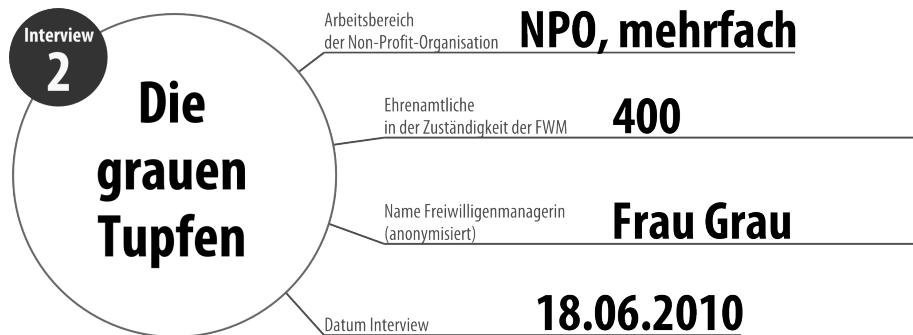 Interview
2
Die
grauen
Tupfen
Arbeitsbereich
der Non-Profit-Organisation NPO, mehrfach
Ehrenamtliche
in der Zuständigkeit der FWM 400
Name Freiwilligenmanagerin
(anonymisiert) Frau Grau
Datum Interview 18.06.2010